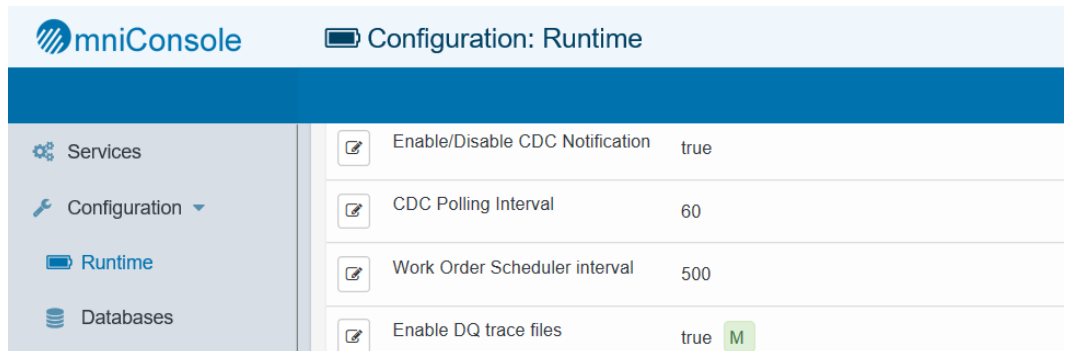 OmniConsole
Configuration: Runtime
Services
Configuration
Runtime
Databases
Enable/Disable CDC Notification true
CDC Polling Interval 60
Work Order Scheduler interval 500
Enable DQ trace files true M